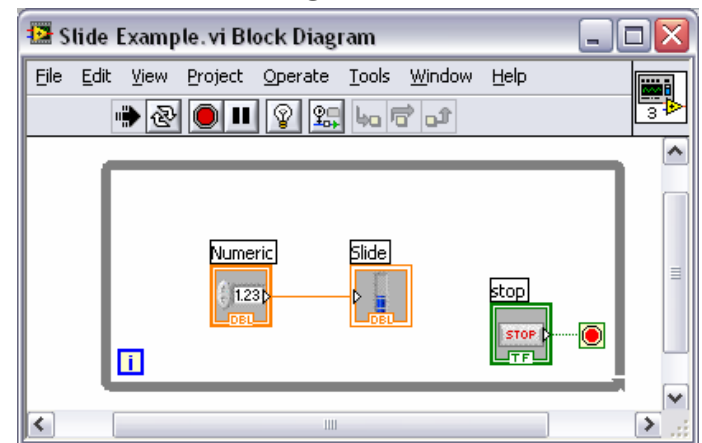 Slide Example.vi Block Diagram
File Edit View Project Operate Tools Window Help
3
Numeric
1.23
DBL
Slide
DBL
stop
STOP
TF
i